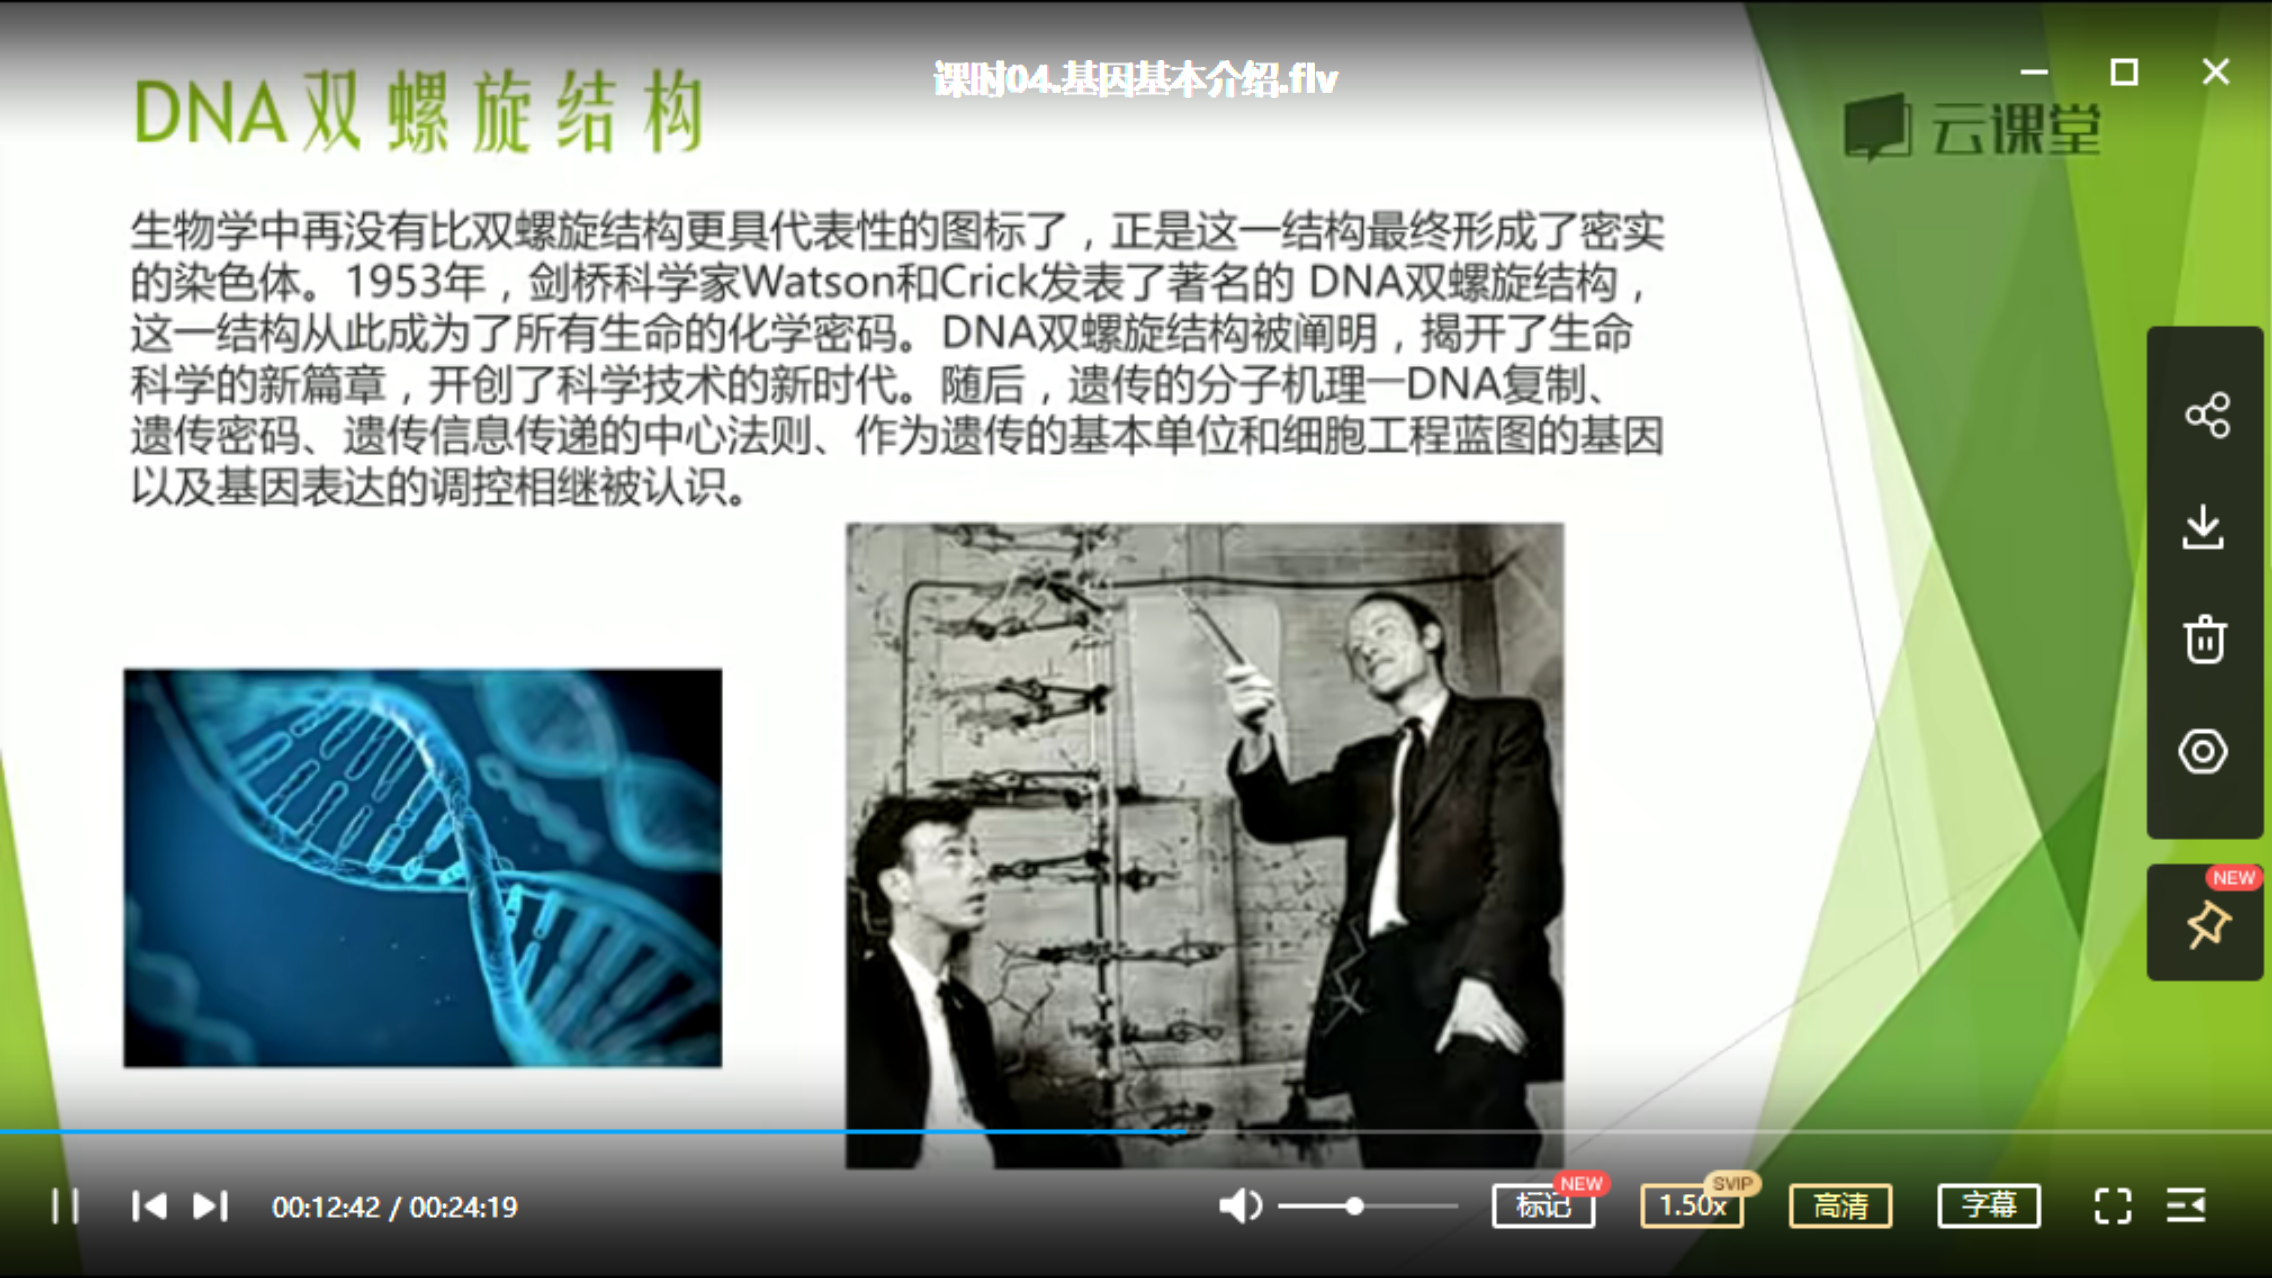 课时04.基因基本介绍.flv
DNA双螺旋结构
云课堂
生物学中再没有比双螺旋结构更具代表性的图标了，正是这一结构最终形成了密实
的染色体。1953年，剑桥科学家Watson和Crick发表了著名的 DNA双螺旋结构，
这一结构从此成为了所有生命的化学密码。DNA双螺旋结构被阐明，揭开了生命
科学的新篇章，开创了科学技术的新时代。随后，遗传的分子机理—DNA复制、
遗传密码、遗传信息传递的中心法则、作为遗传的基本单位和细胞工程蓝图的基因
以及基因表达的调控相继被认识。
NEW
00:12:42 / 00:24:19
标记
NEW
1.50x
SVIP
高清
字幕